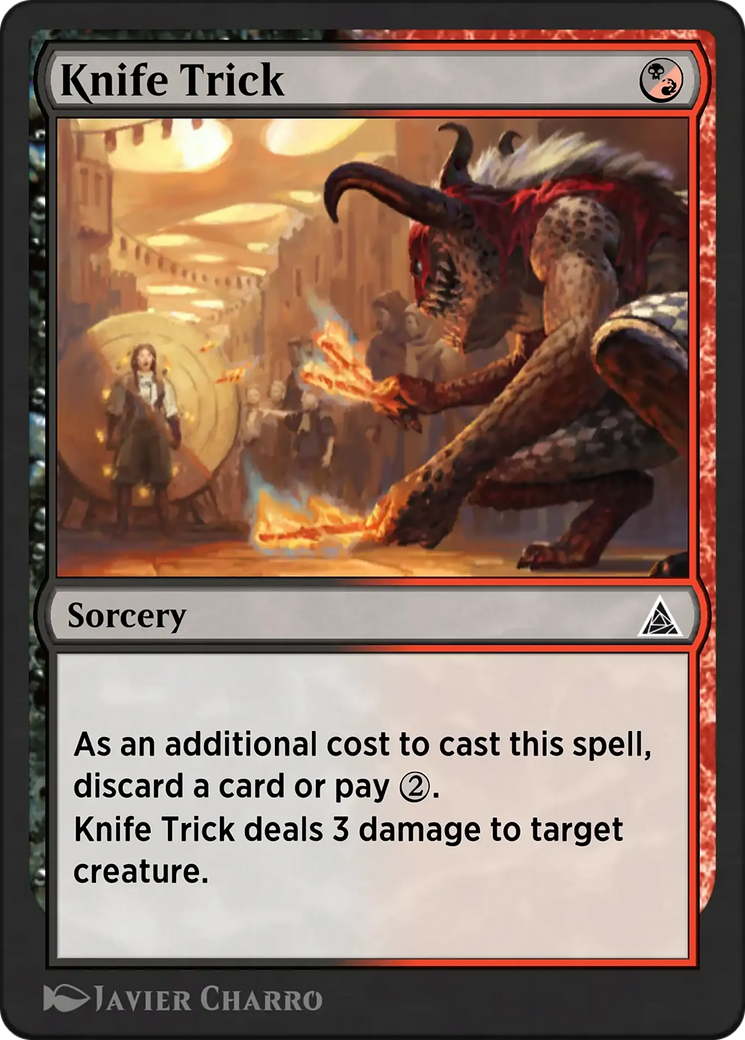 Knife Trick
Sorcery
As an additional cost to cast this spell,
discard a card or pay 2.
Knife Trick deals 3 damage to target
creature.
Javier Charro